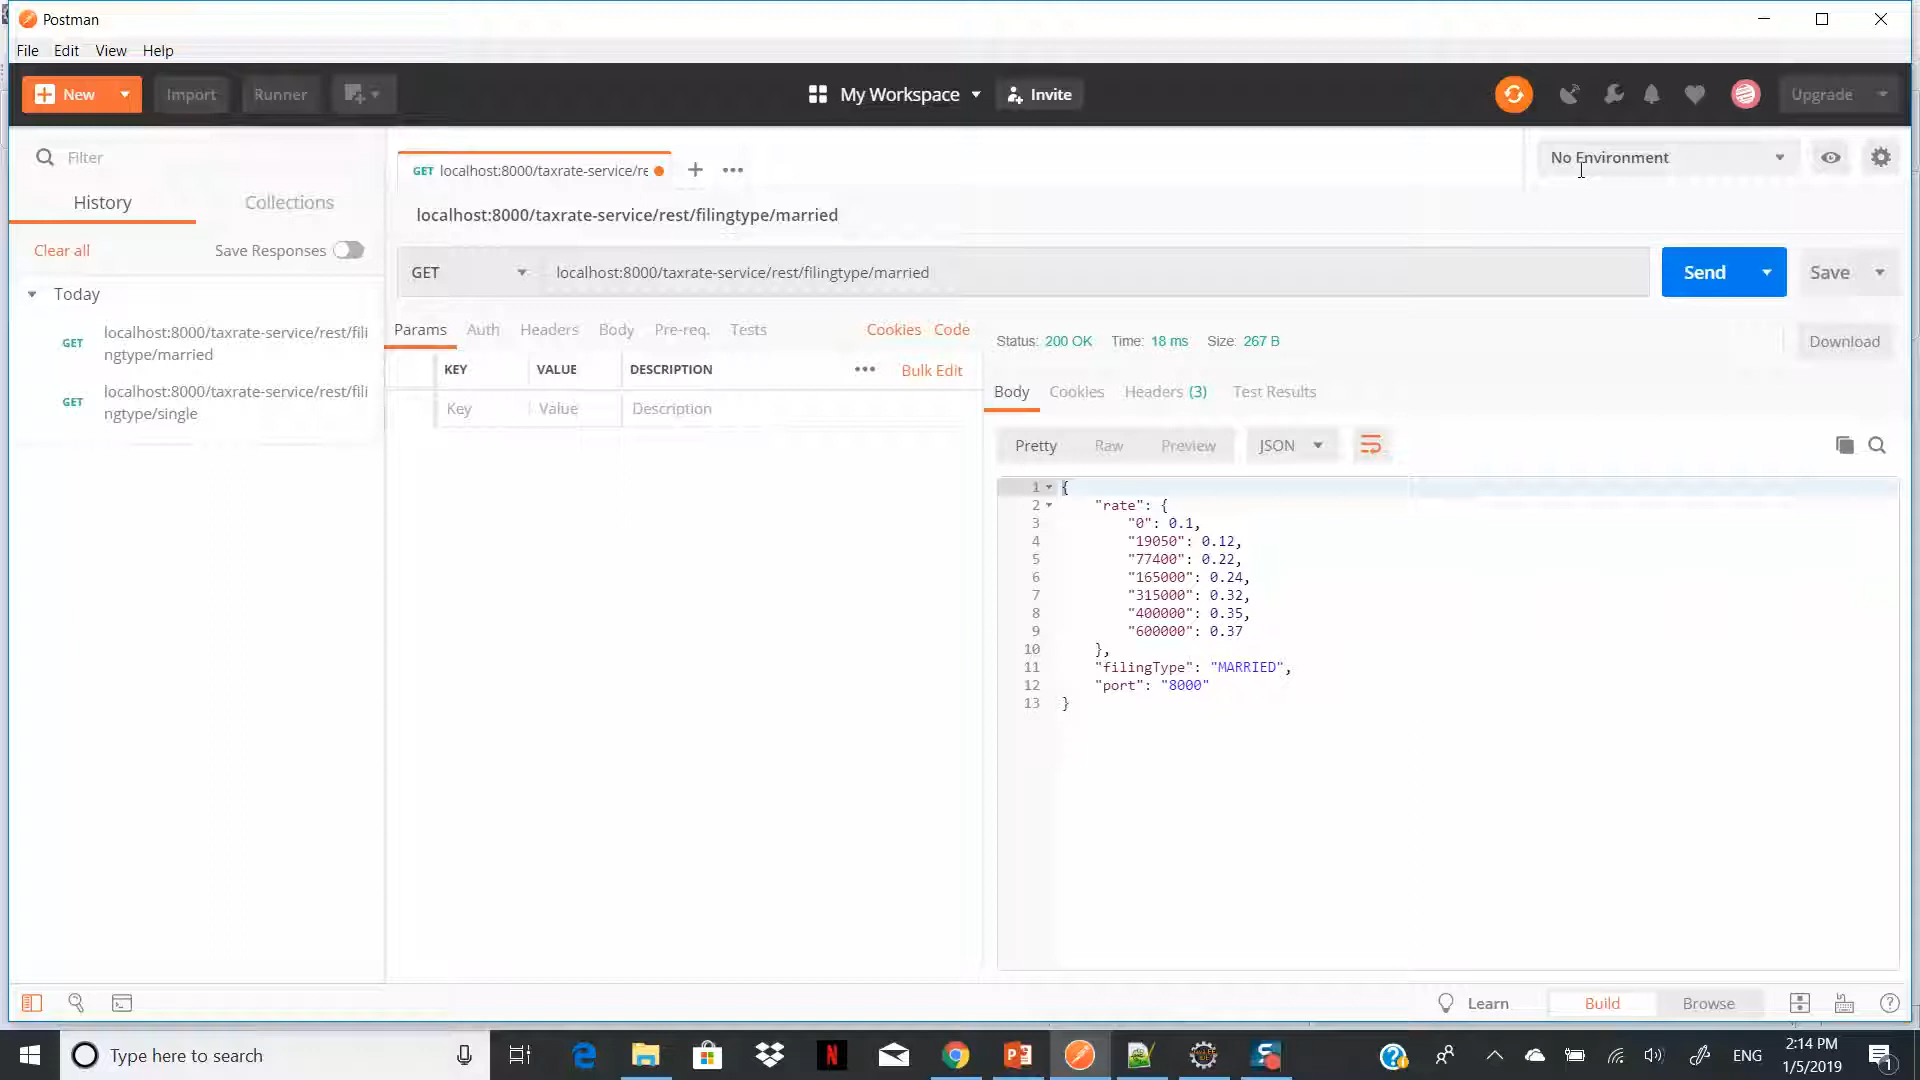 Postman
File Edit View Help
New Import Runner My Workspace Invite Upgrade
Filter
History Collections
Clear all Save Responses
Today
GET localhost:8000/taxrate-service/rest/fili
ngtype/married
GET localhost:8000/taxrate-service/rest/fili
ngtype/single
GET localhost:8000/taxrate-service/re
No Environment
localhost:8000/taxrate-service/rest/filingtype/married
GET localhost:8000/taxrate-service/rest/filingtype/married Send Save
Params Auth Headers Body Pre-req. Tests Cookies Code
KEY VALUE DESCRIPTION Bulk Edit
Key Value Description
Status: 200 OK Time: 18 ms Size: 267 B Download
Body Cookies Headers (3) Test Results
Pretty Raw Preview JSON
1 {
2 "rate": {
3 "0": 0.1,
4 "19050": 0.12,
5 "77400": 0.22,
6 "165000": 0.24,
7 "315000": 0.32,
8 "400000": 0.35,
9 "600000": 0.37
10 },
11 "filingType": "MARRIED",
12 "port": "8000"
13 }
Learn Build Browse
Type here to search
ENG
2:14 PM
1/5/2019
1